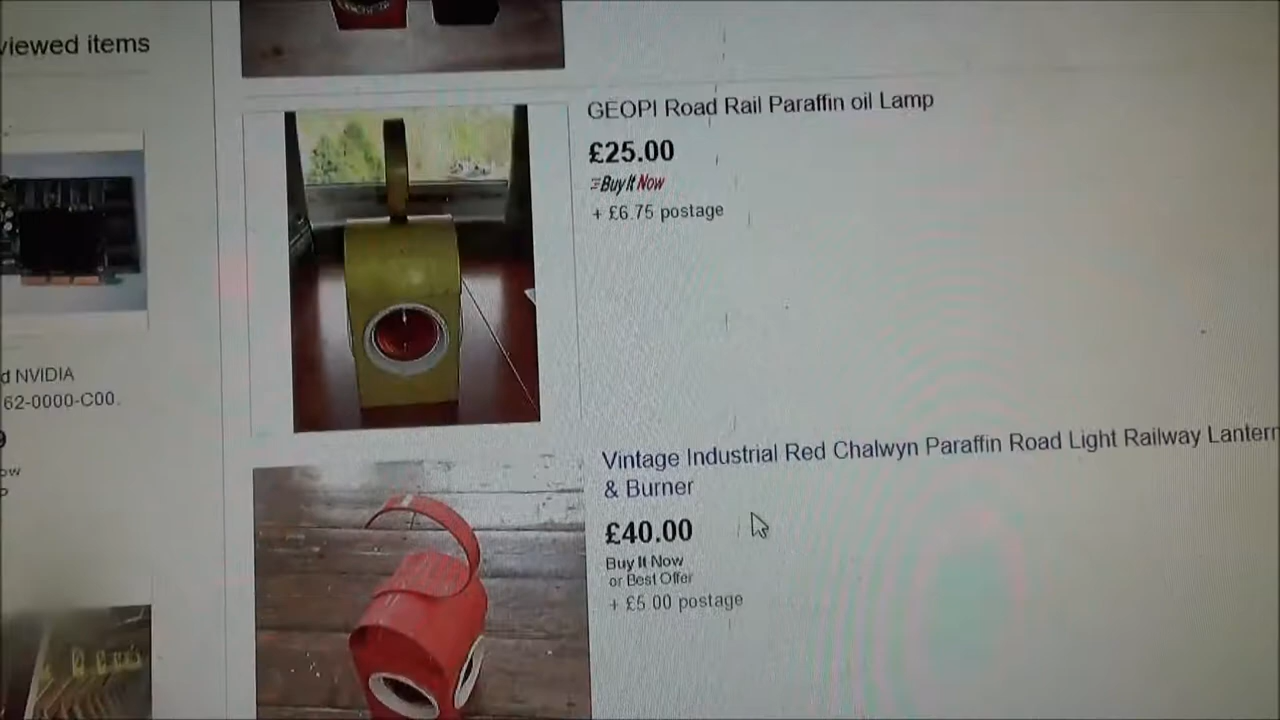 viewed items
GEOPI Road Rail Paraffin oil Lamp
£25.00
Buy It Now
+ £6.75 postage
d NVIDIA
62-0000-C00.
9
ow
Vintage Industrial Red Chalwyn Paraffin Road Light Railway Lantern
& Burner
£40.00
Buy It Now
or Best Offer
+ £5.00 postage